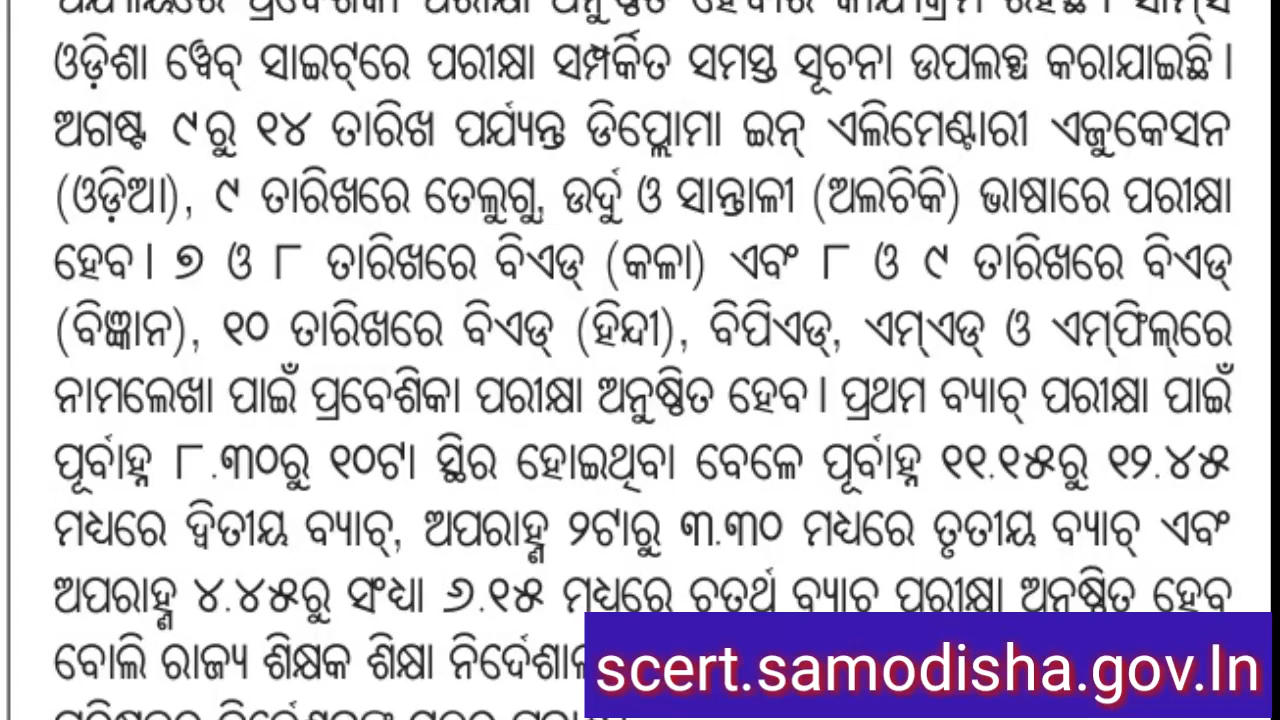 ଓଡ଼ିଶା ୱେବ୍ ସାଇଟ୍‌ରେ ପରୀକ୍ଷା ସମ୍ପର୍କିତ ସମସ୍ତ ସୂଚନା ଉପଲବ୍ଧ କରାଯାଇଛି।
ଅଗଷ୍ଟ ୯ରୁ ୧୪ ତାରିଖ ପର୍ଯ୍ୟନ୍ତ ଡିପ୍ଲୋମା ଇନ୍ ଏଲିମେଣ୍ଟାରୀ ଏଜୁକେସନ
(ଓଡ଼ିଆ), ୯ ତାରିଖରେ ତେଲୁଗୁ, ଉର୍ଦ୍ଦୁ ଓ ସାନ୍ତାଳୀ (ଅଲଚିକି) ଭାଷାରେ ପରୀକ୍ଷା
ହେବ। ୭ ଓ ୮ ତାରିଖରେ ବିଏଡ୍ (କଳା) ଏବଂ ୮ ଓ ୯ ତାରିଖରେ ବିଏଡ୍
(ବିଜ୍ଞାନ), ୧୦ ତାରିଖରେ ବିଏଡ୍ (ହିନ୍ଦୀ), ବିପିଏଡ୍, ଏମ୍‌ଏଡ୍ ଓ ଏମ୍‌ଫିଲ୍‌ରେ
ନାମଲେଖା ପାଇଁ ପ୍ରବେଶିକା ପରୀକ୍ଷା ଅନୁଷ୍ଠିତ ହେବ। ପ୍ରଥମ ବ୍ୟାଚ୍ ପରୀକ୍ଷା ପାଇଁ
ପୂର୍ବାହ୍ନ ୮.୩୦ରୁ ୧୦ଟା ସ୍ଥିର ହୋଇଥିବା ବେଳେ ପୂର୍ବାହ୍ନ ୧୧.୧୫ରୁ ୧୨.୪୫
ମଧ୍ୟରେ ଦ୍ୱିତୀୟ ବ୍ୟାଚ୍, ଅପରାହ୍ଣ ୨ଟାରୁ ୩.୩୦ ମଧ୍ୟରେ ତୃତୀୟ ବ୍ୟାଚ୍ ଏବଂ
ଅପରାହ୍ଣ ୪.୪୫ରୁ ସଂଧ୍ୟା ୬.୧୫ ମଧ୍ୟରେ ଚତୁର୍ଥ ବ୍ୟାଚ ପରୀକ୍ଷା ଅନୁଷ୍ଠିତ ହେବ
ବୋଲି ରାଜ୍ୟ ଶିକ୍ଷକ ଶିକ୍ଷା
scert.samodisha.gov.In